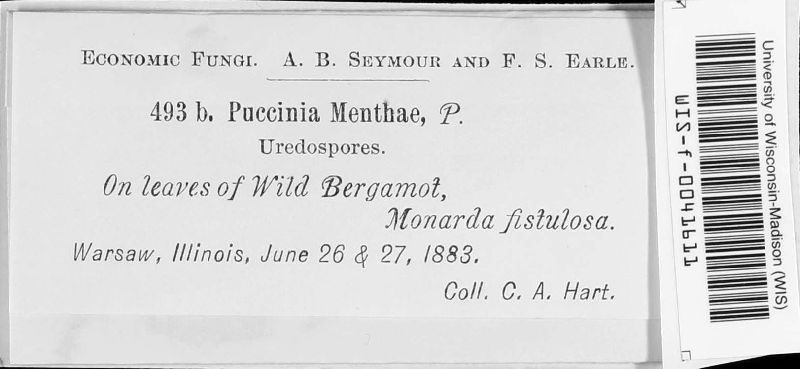 Economic Fungi. A. B. Seymour and F. S. Earle.
493 b. Puccinia Menthae, P.
Uredospores.
On leaves of Wild Bergamot,
Monarda fistulosa.
Warsaw, Illinois, June 26 & 27, 1883.
Coll. C. A. Hart.
University of Wisconsin-Madison (WIS)
WIS-f-0041611